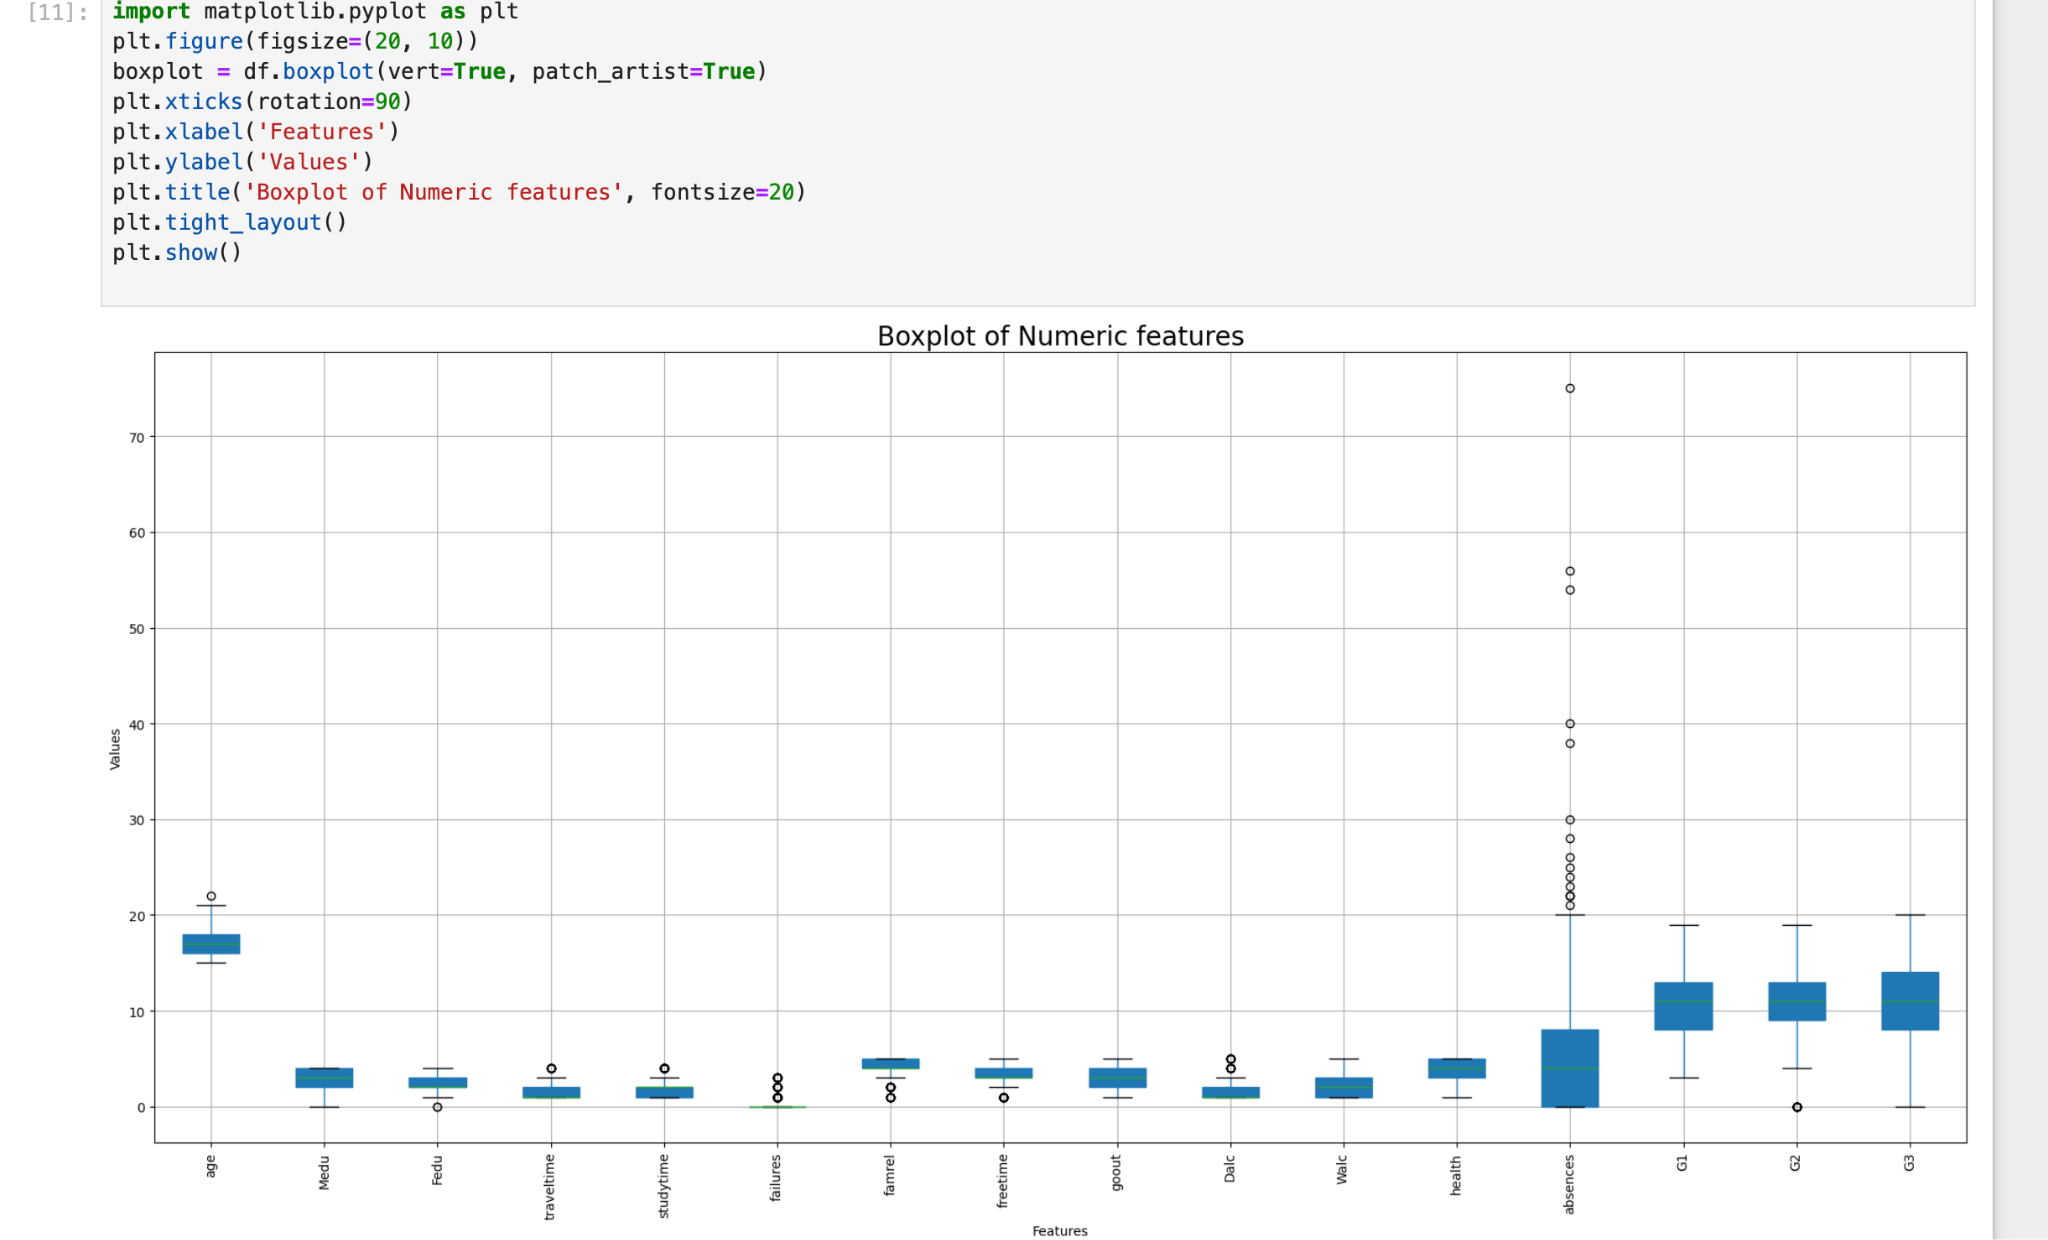 [11]:
import matplotlib.pyplot as plt
plt.figure(figsize=(20, 10))
boxplot = df.boxplot(vert=True, patch_artist=True)
plt.xticks(rotation=90)
plt.xlabel('Features')
plt.ylabel('Values')
plt.title('Boxplot of Numeric features', fontsize=20)
plt.tight_layout()
plt.show()
Boxplot of Numeric features
Values
70
60
50
40
30
20
10
0
age
Medu
Fedu
traveltime
studytime
failures
famrel
freetime
goout
Dalc
Walc
health
absences
G1
G2
G3
Features